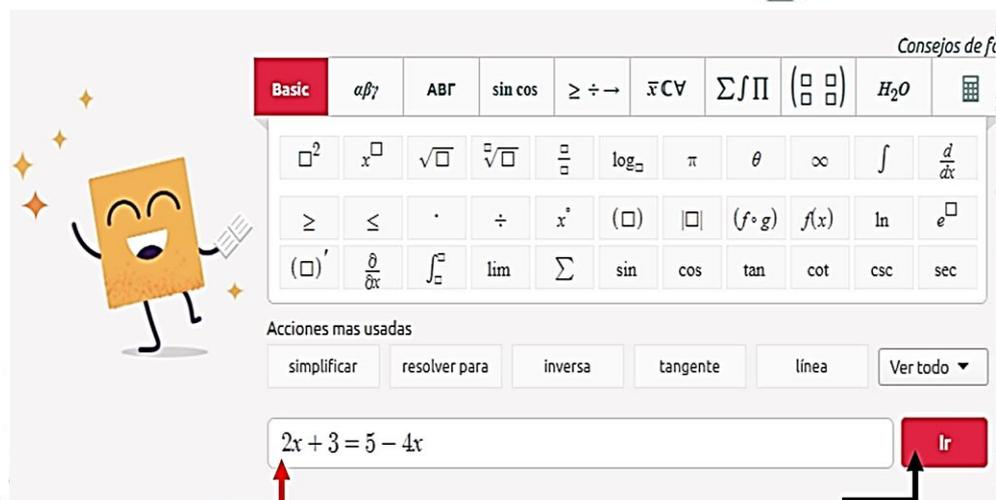 Consejos de fo
Basic αβγ ΑΒΓ sin cos ≥ ÷ → x̅ ℂ ∀ ∑ ∫ ∏ (□ □ □ □) H₂O
□² x^□ √□ ^□√□ □/□ log_□ π θ ∞ ∫ d/dx
≥ ≤ · ÷ x° (□) |□| (f∘g) f(x) ln e^□
(□)′ ∂/∂x ∫_□^□ lim ∑ sin cos tan cot csc sec
Acciones mas usadas
simplificar resolver para inversa tangente línea Ver todo
2x + 3 = 5 − 4x Ir